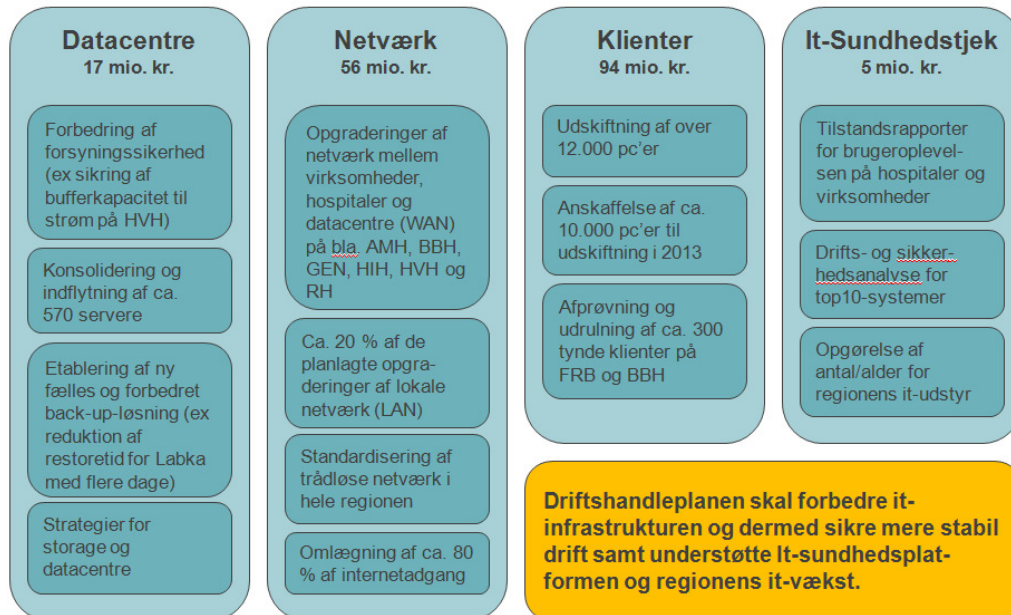 Datacentre
17 mio. kr.
Forbedring af
forsyningssikerhed
(ex sikring af
bufferkapacitet til
strøm på HVH)
Konsolidering og
indflytning af ca.
570 servere
Etablering af ny
fælles og forbedret
back-up-løsning (ex
reduktion af
restoretid for Labka
med flere dage)
Strategier for
storage og
datacentre
Netværk
56 mio. kr.
Opgraderinger af
netværk mellem
virksomheder,
hospitaler og
datacentre (WAN)
på bla. AMH, BBH,
GEN, HIH, HVH og
RH
Ca. 20 % af de
planlagte opgra-
deringer af lokale
netværk (LAN)
Standardisering af
trådløse netværk i
hele regionen
Omlægning af ca. 80
% af internetadgang
Klienter
94 mio. kr.
Udskiftning af over
12.000 pc’er
Anskaffelse af ca.
10.000 pc’er til
udskiftning i 2013
Afprøvning og
udrulning af ca. 300
tynde klienter på
FRB og BBH
It-Sundhedstjek
5 mio. kr.
Tilstandsrapporter
for brugeroplevel-
sen på hospitaler og
virksomheder
Drifts- og sikker-
hedsanalyse for
top10-systemer
Opgørelse af
antal/alder for
regionens it-udstyr
Driftshandleplanen skal forbedre it-
infrastrukturen og dermed sikre mere stabil
drift samt understøtte It-sundhedsplat-
formen og regionens it-vækst.